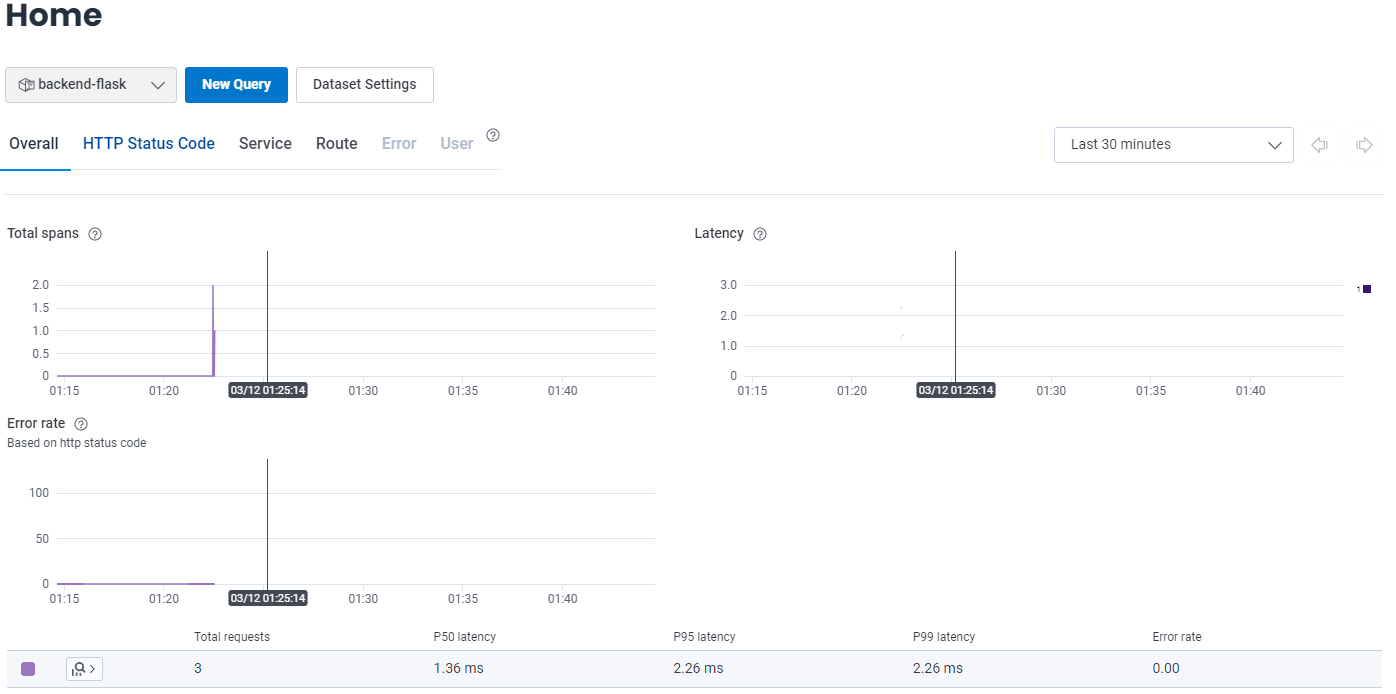 Home
backend-flask New Query Dataset Settings
Overall HTTP Status Code Service Route Error User ?
Last 30 minutes
Total spans ?
2.0
1.5
1.0
0.5
0
01:15 01:20 03/12 01:25:14 01:30 01:35 01:40
Latency ?
3.0
2.0
1.0
0
01:15 01:20 03/12 01:25:14 01:30 01:35 01:40
1
Error rate ?
Based on http status code
100
50
0
01:15 01:20 03/12 01:25:14 01:30 01:35 01:40
Total requests P50 latency P95 latency P99 latency Error rate
3 1.36 ms 2.26 ms 2.26 ms 0.00